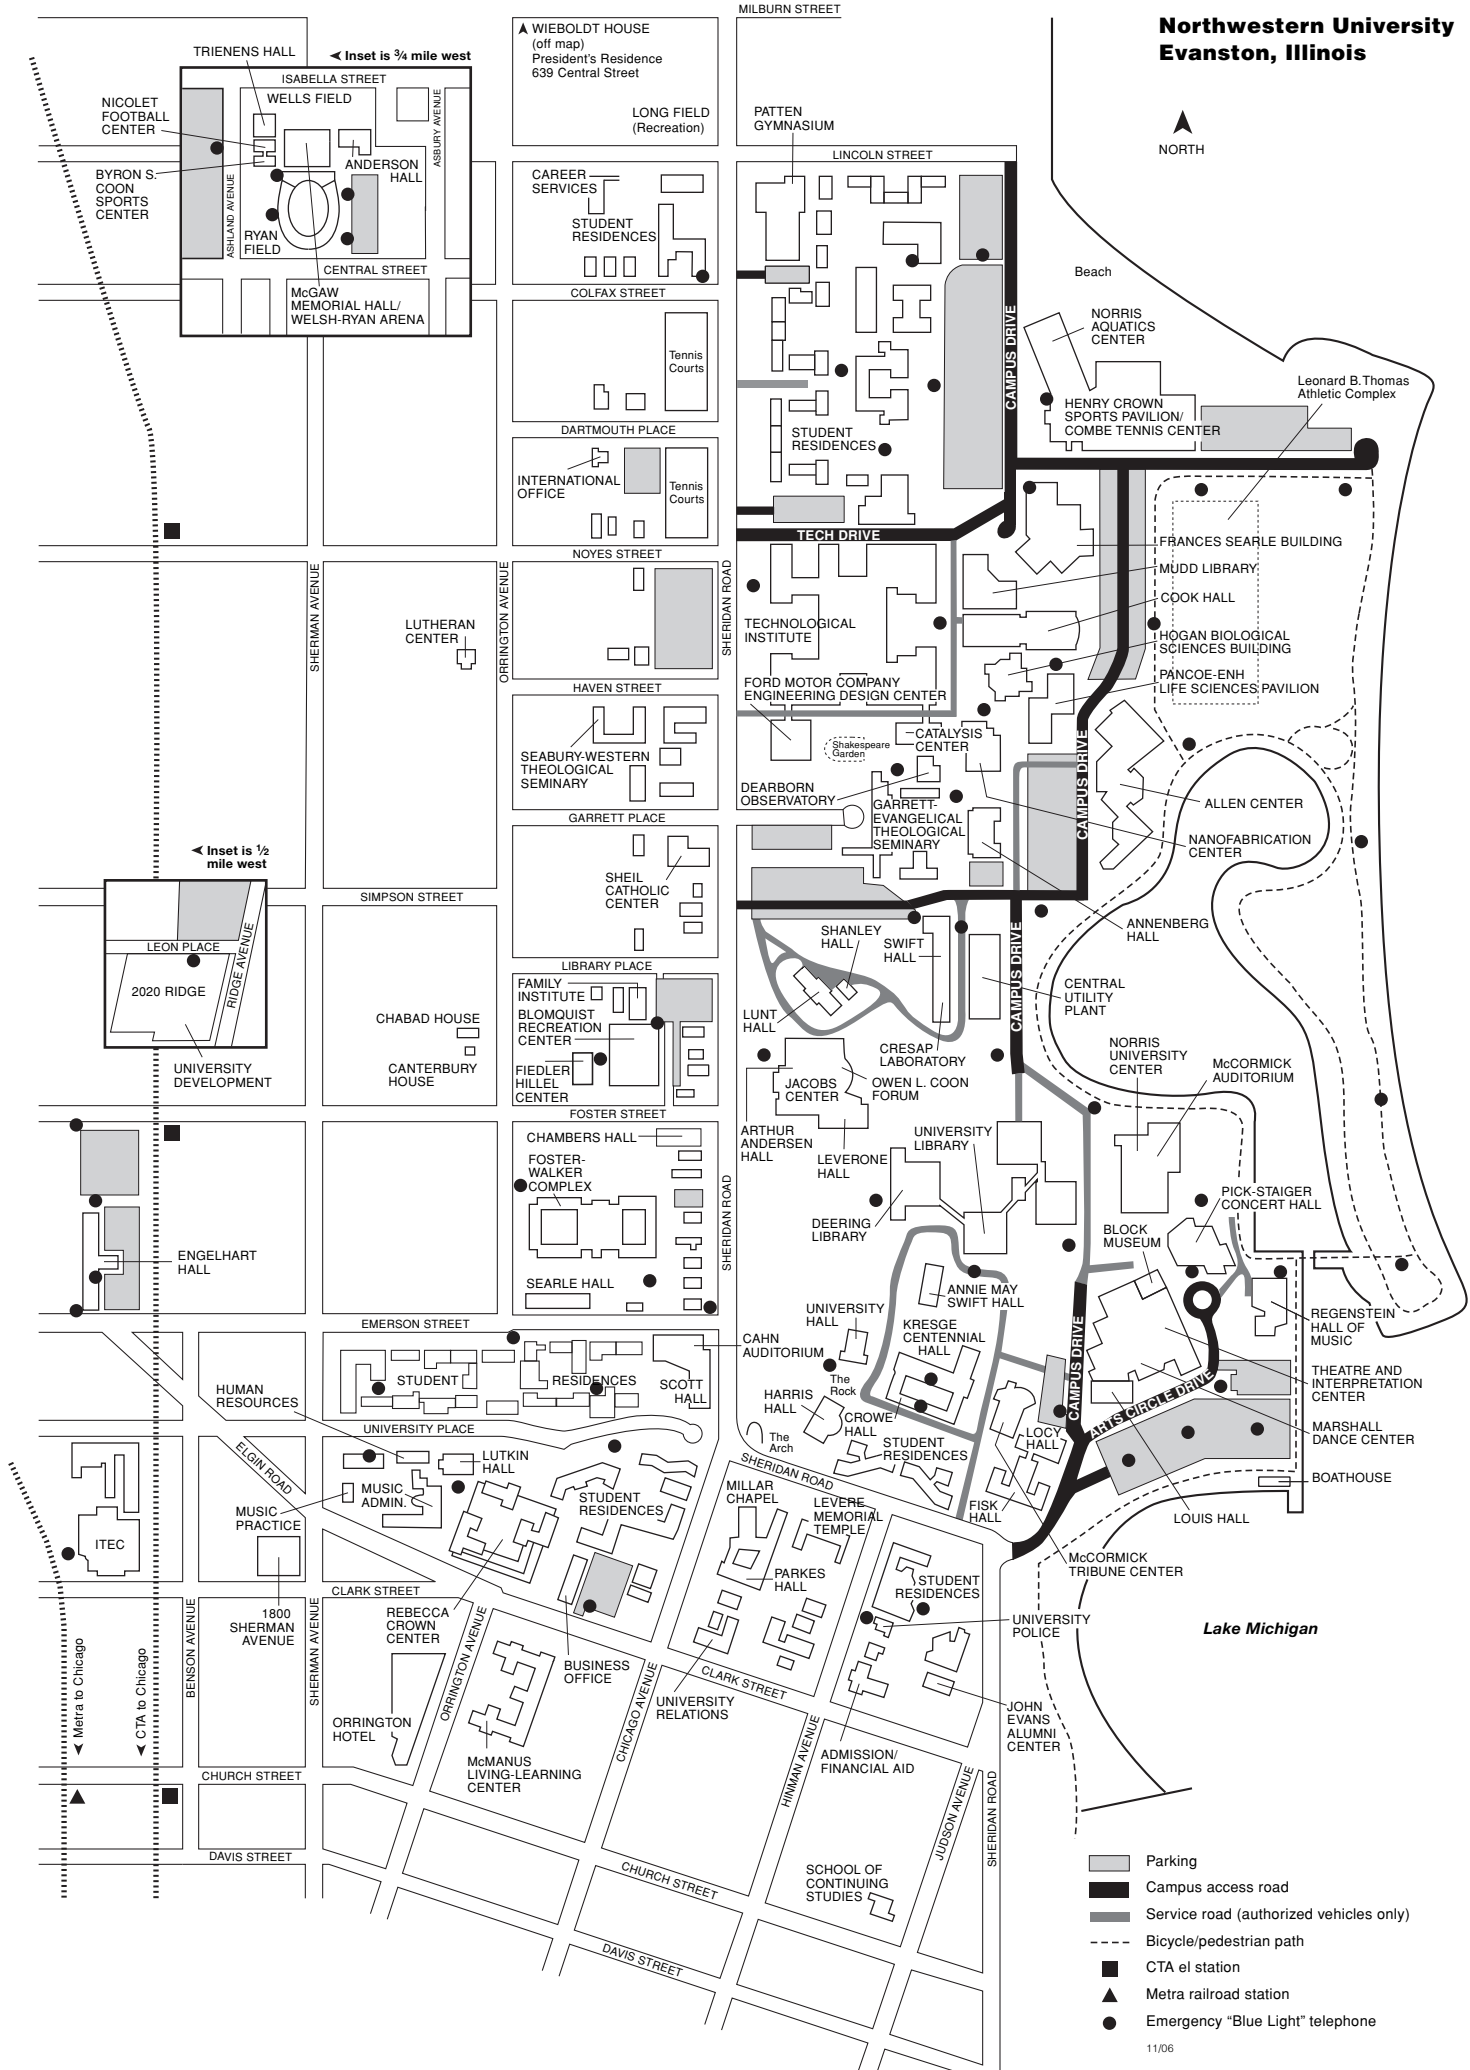 MILBURN STREET
Northwestern University
Evanston, Illinois
NORTH
WIEBOLDT HOUSE
(off map)
President's Residence
639 Central Street
LONG FIELD
(Recreation)
TRIENENS HALL
Inset is ¾ mile west
ISABELLA STREET
WELLS FIELD
NICOLET
FOOTBALL
CENTER
ASBURY AVENUE
ANDERSON
HALL
BYRON S.
COON
SPORTS
CENTER
ASHLAND AVENUE
RYAN
FIELD
CENTRAL STREET
McGAW
MEMORIAL HALL/
WELSH-RYAN ARENA
PATTEN
GYMNASIUM
LINCOLN STREET
CAREER
SERVICES
STUDENT
RESIDENCES
COLFAX STREET
Beach
NORRIS
AQUATICS
CENTER
CAMPUS DRIVE
Tennis
Courts
Leonard B. Thomas
Athletic Complex
HENRY CROWN
SPORTS PAVILION/
COMBE TENNIS CENTER
DARTMOUTH PLACE
STUDENT
RESIDENCES
INTERNATIONAL
OFFICE
Tennis
Courts
TECH DRIVE
NOYES STREET
FRANCES SEARLE BUILDING
MUDD LIBRARY
COOK HALL
SHERMAN AVENUE
ORRINGTON AVENUE
SHERIDAN ROAD
LUTHERAN
CENTER
TECHNOLOGICAL
INSTITUTE
HOGAN BIOLOGICAL
SCIENCES BUILDING
PANCOE-ENH
LIFE SCIENCES PAVILION
HAVEN STREET
FORD MOTOR COMPANY
ENGINEERING DESIGN CENTER
SEABURY-WESTERN
THEOLOGICAL
SEMINARY
Shakespeare
Garden
CATALYSIS
CENTER
CAMPUS DRIVE
DEARBORN
OBSERVATORY
GARRETT-
EVANGELICAL
THEOLOGICAL
SEMINARY
ALLEN CENTER
NANOFABRICATION
CENTER
GARRETT PLACE
Inset is ½
mile west
SHEIL
CATHOLIC
CENTER
SIMPSON STREET
ANNENBERG
HALL
LEON PLACE
2020 RIDGE
RIDGE AVENUE
UNIVERSITY
DEVELOPMENT
SHANLEY
HALL
SWIFT
HALL
CAMPUS DRIVE
LIBRARY PLACE
FAMILY
INSTITUTE
BLOMQUIST
RECREATION
CENTER
FIEDLER
HILLEL
CENTER
CHABAD HOUSE
CANTERBURY
HOUSE
LUNT
HALL
CENTRAL
UTILITY
PLANT
CRESAP
LABORATORY
NORRIS
UNIVERSITY
CENTER
McCORMICK
AUDITORIUM
JACOBS
CENTER
OWEN L. COON
FORUM
FOSTER STREET
ARTHUR
ANDERSEN
HALL
LEVERONE
HALL
UNIVERSITY
LIBRARY
CHAMBERS HALL
FOSTER-
WALKER
COMPLEX
SHERIDAN ROAD
DEERING
LIBRARY
PICK-STAIGER
CONCERT HALL
BLOCK
MUSEUM
ENGELHART
HALL
SEARLE HALL
ANNIE MAY
SWIFT HALL
UNIVERSITY
HALL
KRESGE
CENTENNIAL
HALL
REGENSTEIN
HALL OF
MUSIC
EMERSON STREET
CAHN
AUDITORIUM
CAMPUS DRIVE
STUDENT
RESIDENCES
SCOTT
HALL
The
Rock
THEATRE AND
INTERPRETATION
CENTER
HUMAN
RESOURCES
HARRIS
HALL
CROWE
HALL
ARTS CIRCLE DRIVE
UNIVERSITY PLACE
The
Arch
LOCY
HALL
MARSHALL
DANCE CENTER
ELGIN ROAD
LUTKIN
HALL
STUDENT
RESIDENCES
SHERIDAN ROAD
BOATHOUSE
MUSIC
ADMIN.
MUSIC
PRACTICE
STUDENT
RESIDENCES
MILLAR
CHAPEL
LEVERE
MEMORIAL
TEMPLE
FISK
HALL
LOUIS HALL
ITEC
PARKES
HALL
McCORMICK
TRIBUNE CENTER
CLARK STREET
STUDENT
RESIDENCES
1800
SHERMAN
AVENUE
REBECCA
CROWN
CENTER
UNIVERSITY
POLICE
Lake Michigan
BENSON AVENUE
SHERMAN AVENUE
ORRINGTON AVENUE
Metra to Chicago
CTA to Chicago
BUSINESS
OFFICE
CHICAGO AVENUE
CLARK STREET
UNIVERSITY
RELATIONS
ORRINGTON
HOTEL
JOHN
EVANS
ALUMNI
CENTER
McMANUS
LIVING-LEARNING
CENTER
HINMAN AVENUE
ADMISSION/
FINANCIAL AID
CHURCH STREET
JUDSON AVENUE
SHERIDAN ROAD
DAVIS STREET
CHURCH STREET
SCHOOL OF
CONTINUING
STUDIES
DAVIS STREET
Parking
Campus access road
Service road (authorized vehicles only)
Bicycle/pedestrian path
CTA el station
Metra railroad station
Emergency “Blue Light” telephone
11/06